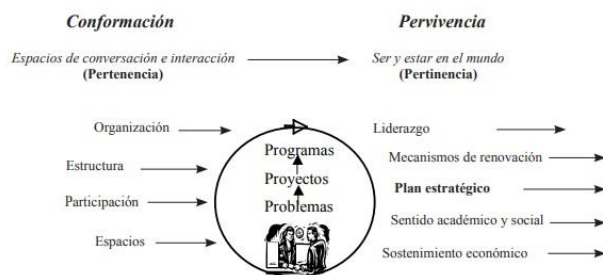 Conformación
Pervivencia
Espacios de conversación e interacción
(Pertenencia)
Ser y estar en el mundo
(Pertinencia)
Organización
Estructura
Participación
Espacios
Programas
Proyectos
Problemas
Liderazgo
Mecanismos de renovación
Plan estratégico
Sentido académico y social
Sostenimiento económico